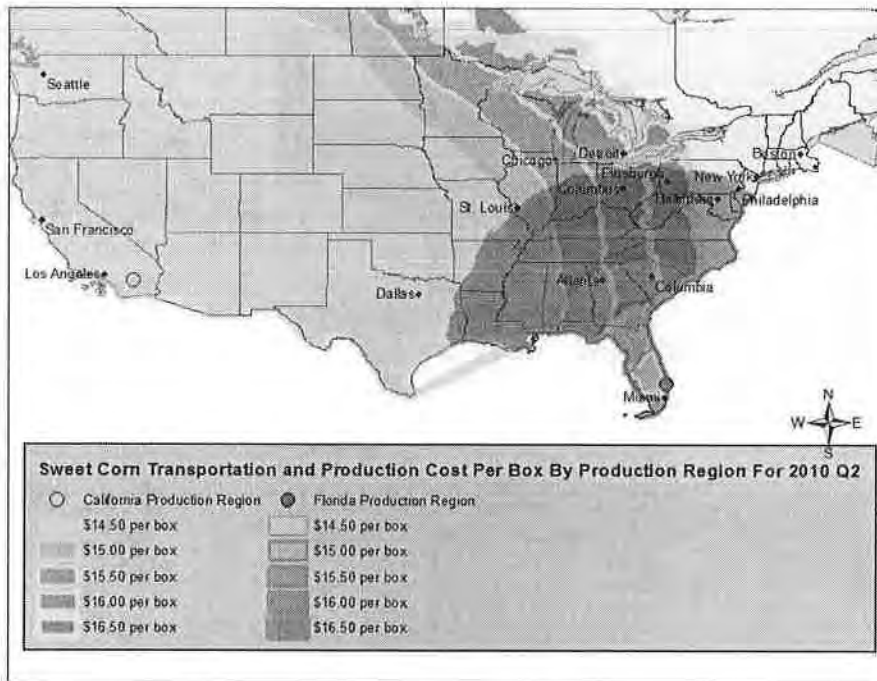 Seattle
Boston
Detroit
Chicago
Pittsburgh
New York
Columbus
Philadelphia
St. Louis
San Francisco
Los Angeles
Atlanta
Columbia
Dallas
Miami
N
W E
S
Sweet Corn Transportation and Production Cost Per Box By Production Region For 2010 Q2
California Production Region Florida Production Region
$14.50 per box $14.50 per box
$15.00 per box $15.00 per box
$15.50 per box $15.50 per box
$16.00 per box $16.00 per box
$16.50 per box $16.50 per box